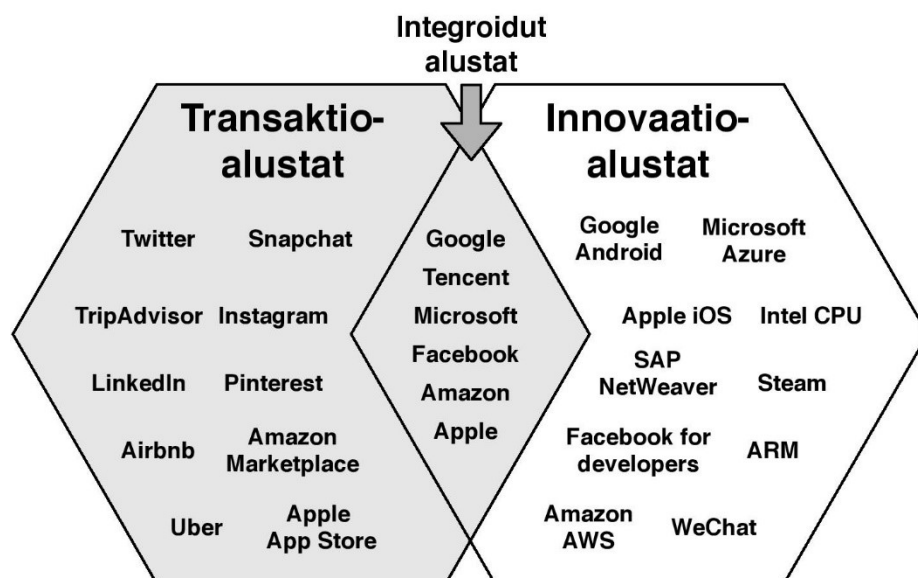 Integroidut
alustat
Transaktio-
alustat
Twitter
Snapchat
TripAdvisor
Instagram
LinkedIn
Pinterest
Airbnb
Amazon
Marketplace
Uber
Apple
App Store
Google
Tencent
Microsoft
Facebook
Amazon
Apple
Innovaatio-
alustat
Google
Android
Microsoft
Azure
Apple iOS
Intel CPU
SAP
NetWeaver
Steam
Facebook for
developers
ARM
Amazon
AWS
WeChat